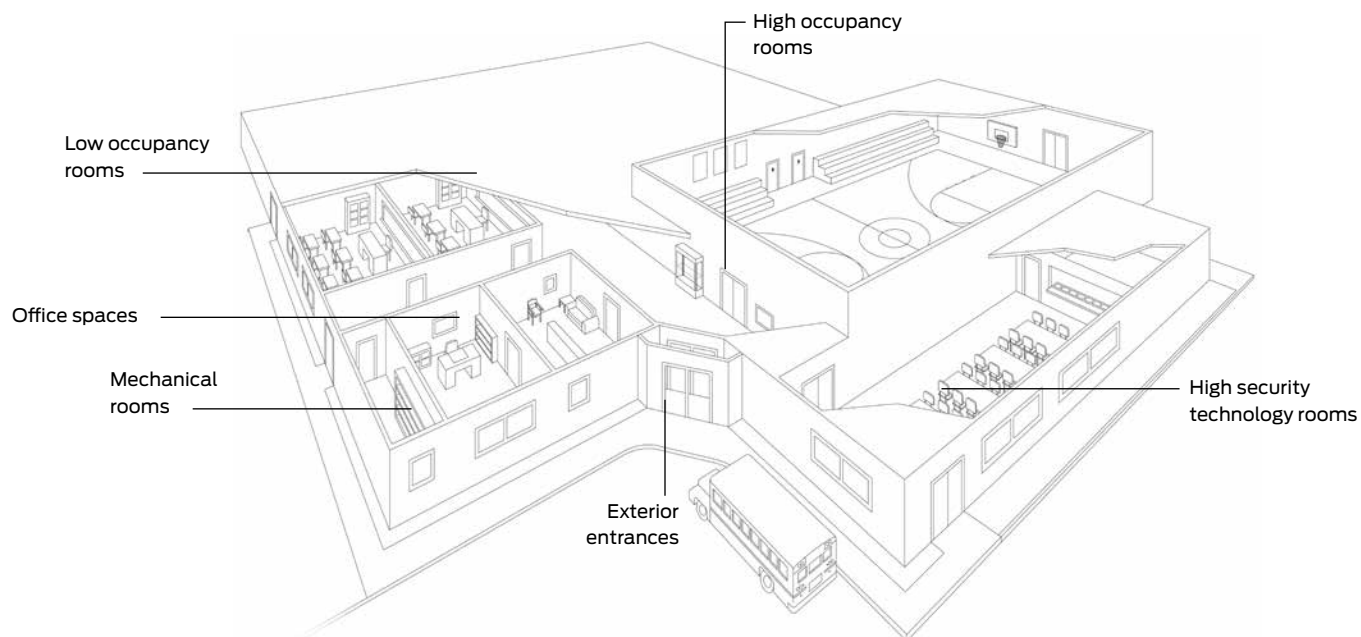 High occupancy
rooms
Low occupancy
rooms
Office spaces
Mechanical
rooms
High security
technology rooms
Exterior
entrances